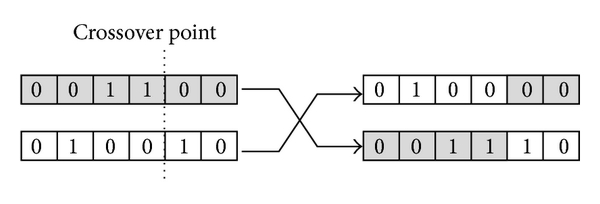 Crossover point
0 0 1 1 0 0
0 1 0 0 0 0
0 1 0 0 1 0
0 0 1 1 1 0